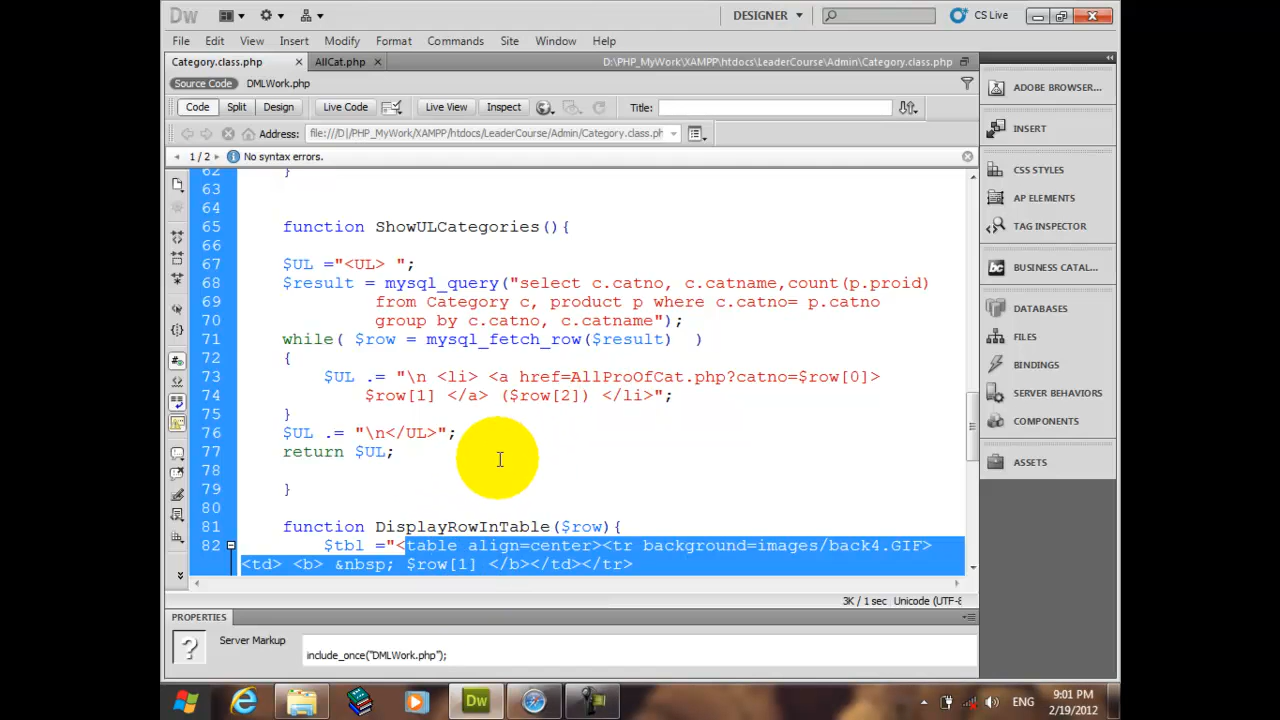 Dw DESIGNER CS Live
File Edit View Insert Modify Format Commands Site Window Help
Category.class.php × AllCat.php × D:\PHP_MyWork\XAMPP\htdocs\LeaderCourse\Admin\Category.class.php
Source Code DMLWork.php
Code Split Design Live Code Live View Inspect Title:
Address: file:///D|/PHP_MyWork/XAMPP/htdocs/LeaderCourse/Admin/Category.class.ph
1 / 2 No syntax errors.
62 }
63
64
65 function ShowULCategories(){
66
67 $UL ="<UL> ";
68 $result = mysql_query("select c.catno, c.catname,count(p.proid)
69 from Category c, product p where c.catno= p.catno
70 group by c.catno, c.catname");
71 while( $row = mysql_fetch_row($result) )
72 {
73 $UL .= "\n <li> <a href=AllProOfCat.php?catno=$row[0]>
74 $row[1] </a> ($row[2]) </li>";
75 }
76 $UL .= "\n</UL>";
77 return $UL;
78
79 }
80
81 function DisplayRowInTable($row){
82 $tbl ="<table align=center><tr background=images/back4.GIF>
<td> <b> &nbsp; $row[1] </b></td></tr>
3K / 1 sec Unicode (UTF-8
PROPERTIES
? Server Markup
include_once("DMLWork.php");
ADOBE BROWSER...
INSERT
CSS STYLES
AP ELEMENTS
TAG INSPECTOR
BUSINESS CATAL...
DATABASES
FILES
BINDINGS
SERVER BEHAVIORS
COMPONENTS
ASSETS
Dw ENG 9:01 PM
2/19/2012